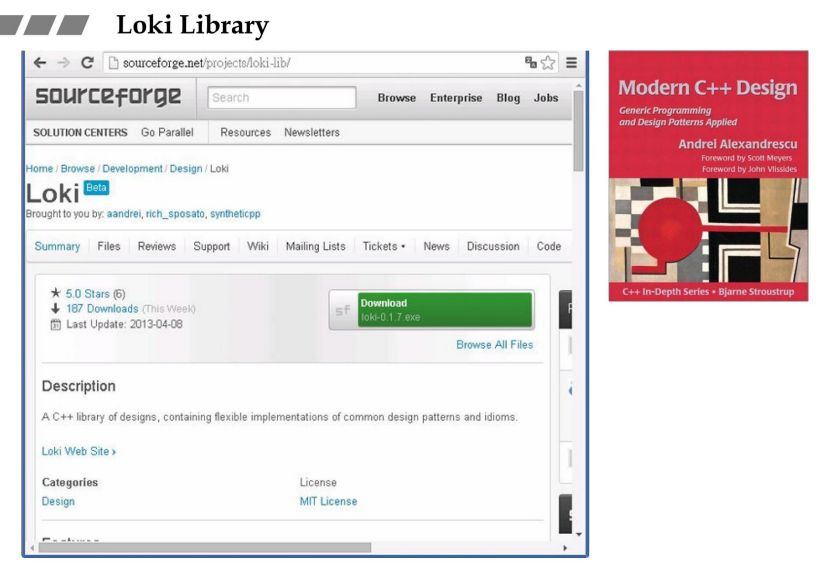 Loki Library
sourceforge.net/projects/loki-lib/
sourceforge
Search
Browse Enterprise Blog Jobs
SOLUTION CENTERS Go Parallel Resources Newsletters
Home / Browse / Development / Design / Loki
Loki Beta
Brought to you by: aandrei, rich_sposato, syntheticpp
Summary Files Reviews Support Wiki Mailing Lists Tickets News Discussion Code
5.0 Stars (6)
187 Downloads (This Week)
Last Update: 2013-04-08
sf
Download
loki-0.1.7.exe
Browse All Files
Description
A C++ library of designs, containing flexible implementations of common design patterns and idioms.
Loki Web Site ›
Categories License
Design MIT License
Modern C++ Design
Generic Programming
and Design Patterns Applied
Andrei Alexandrescu
Foreword by Scott Meyers
Foreword by John Vlissides
C++ In-Depth Series • Bjarne Stroustrup